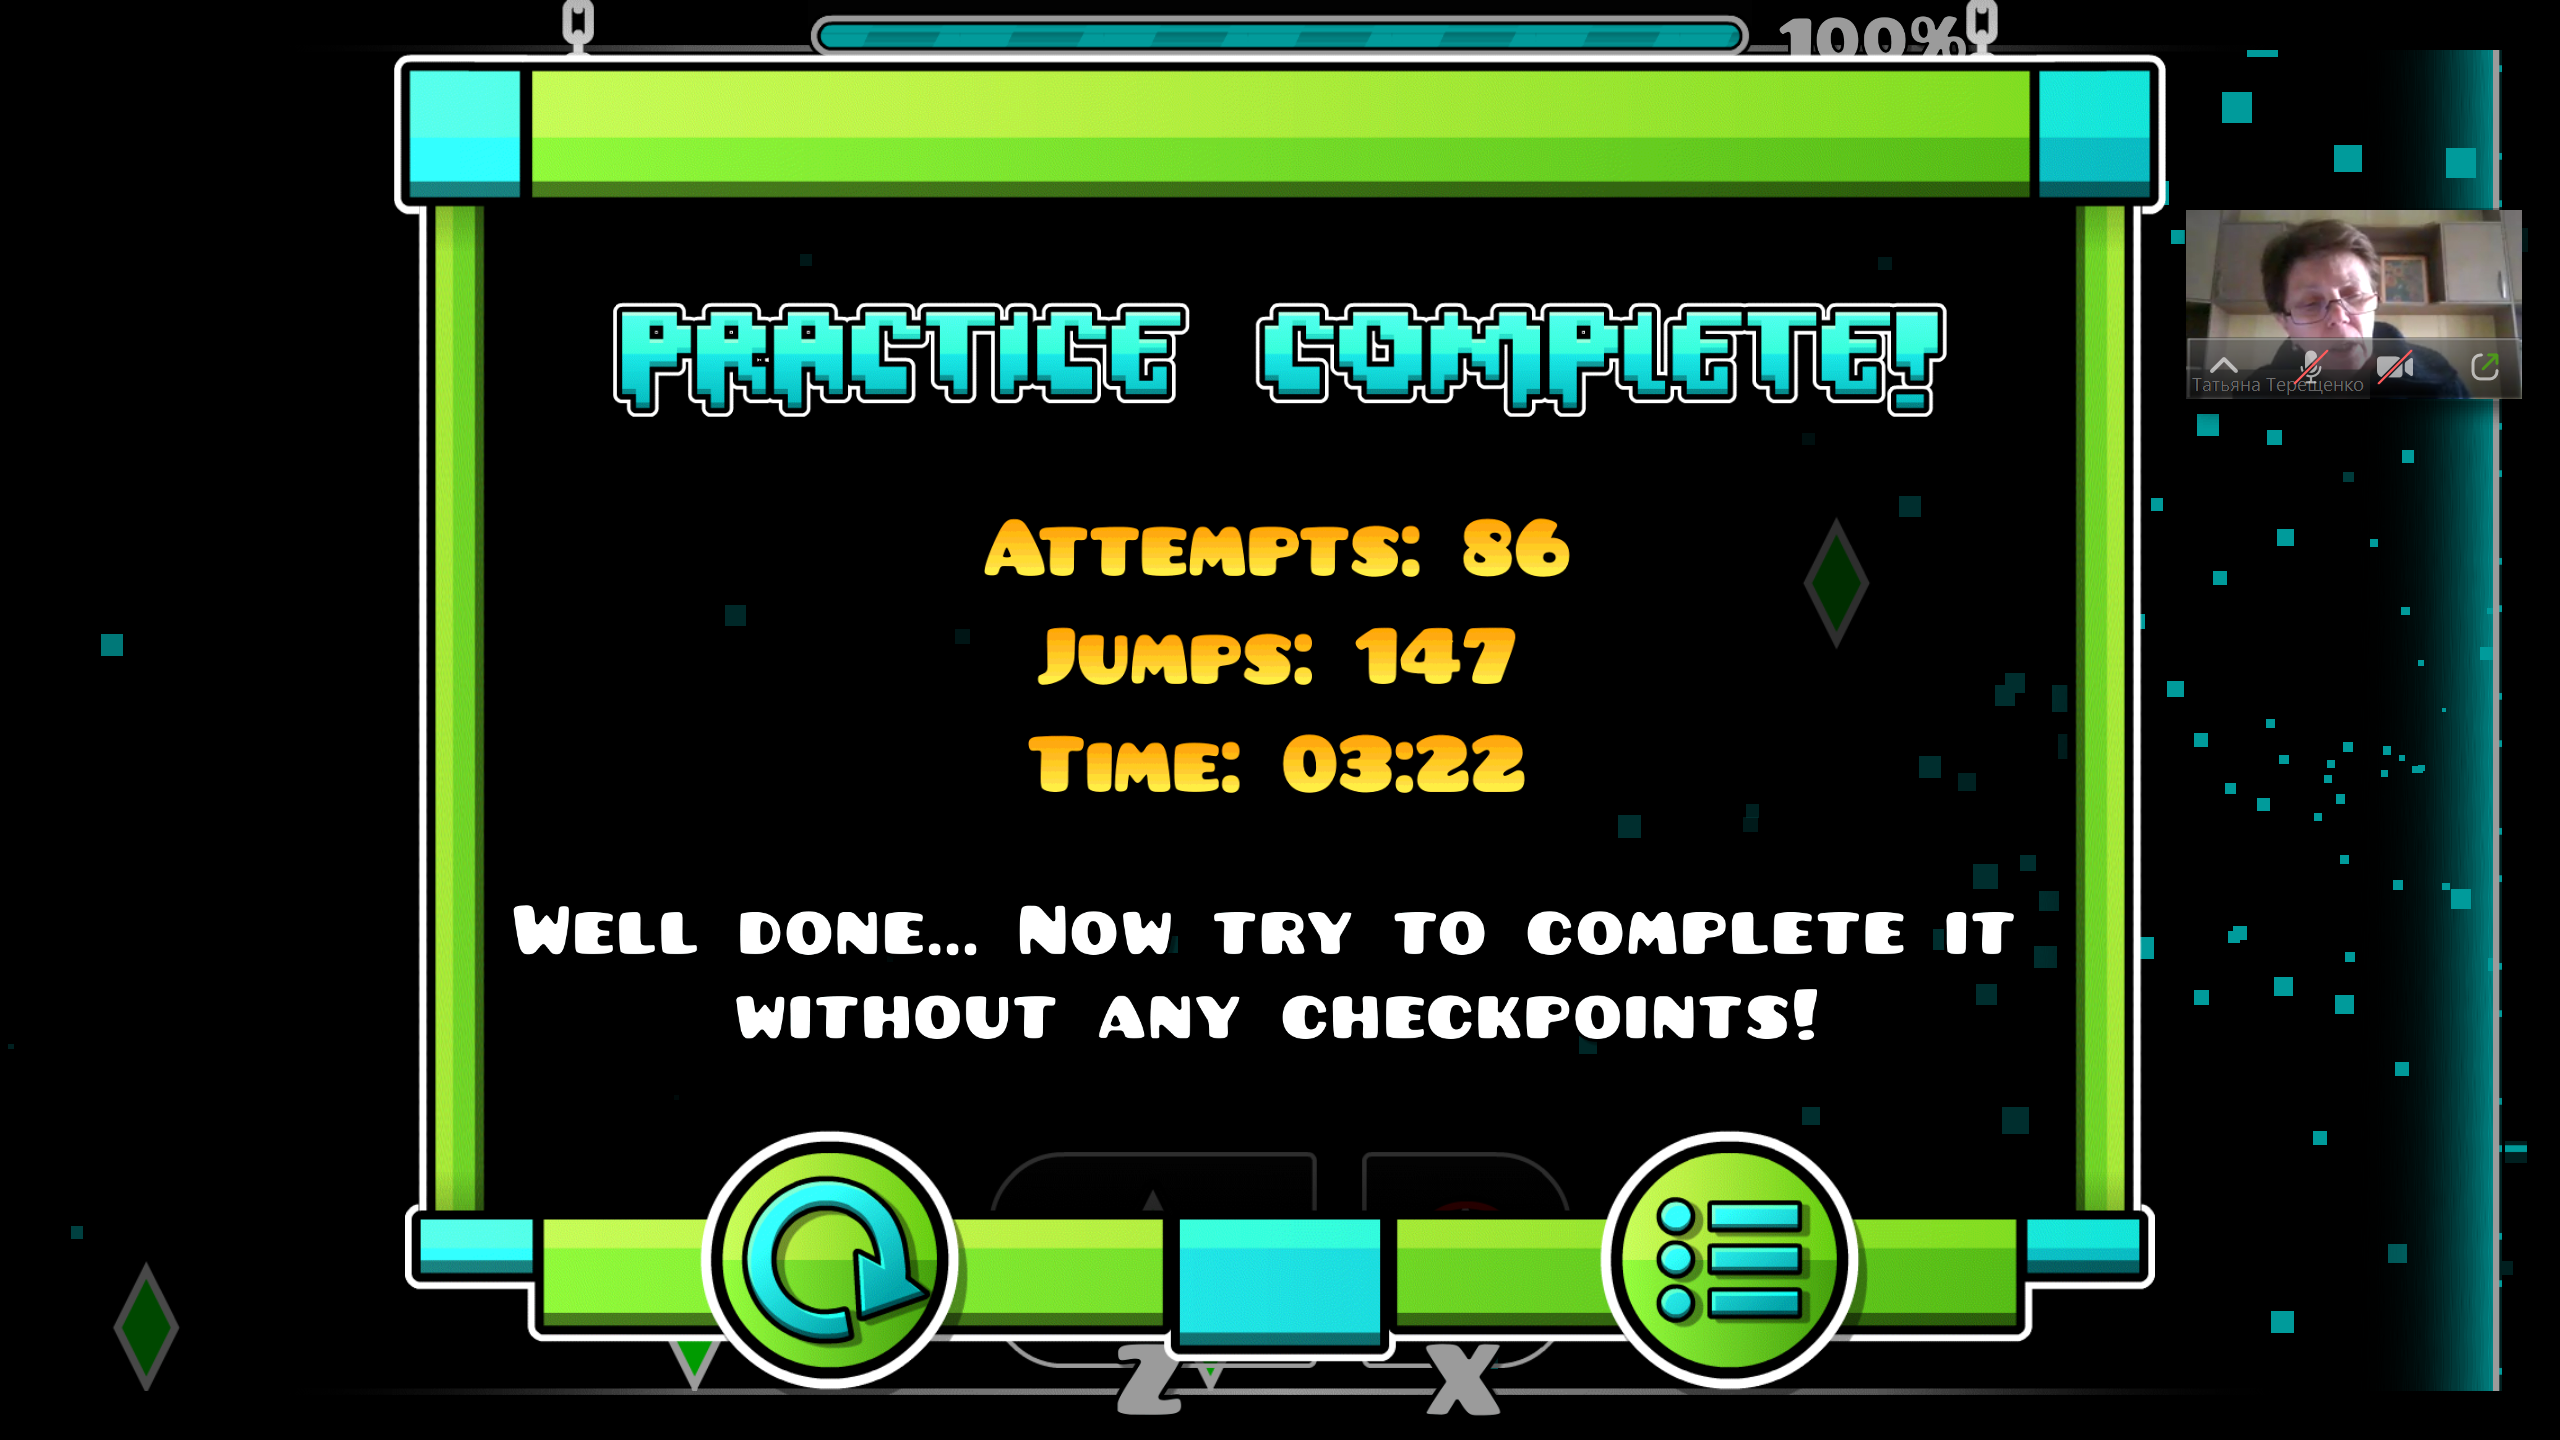 100%
PRACTICE COMPLETE!
ATTEMPTS: 86
JUMPS: 147
TIME: 03:22
WELL DONE... NOW TRY TO COMPLETE IT
WITHOUT ANY CHECKPOINTS!
Татьяна Терещенко
Z X